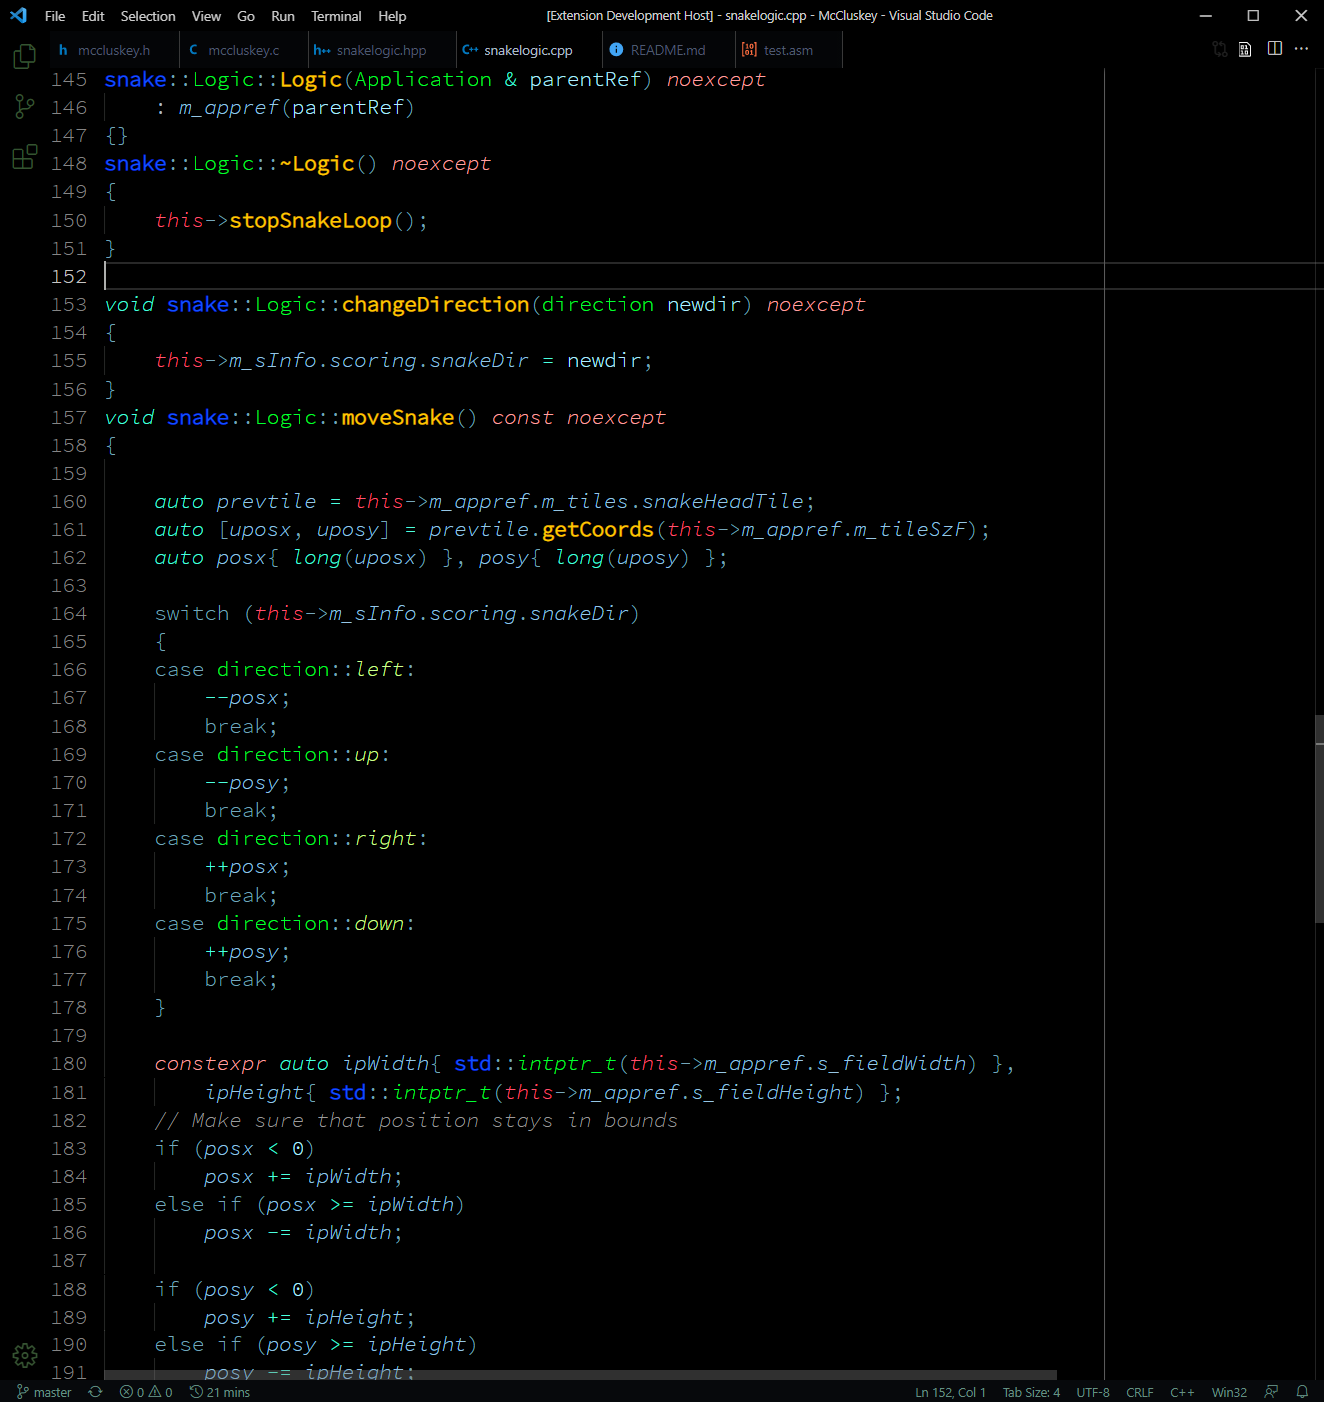 File Edit Selection View Go Run Terminal Help [Extension Development Host] - snakelogic.cpp - McCluskey - Visual Studio Code
h mccluskey.h C mccluskey.c h++ snakelogic.hpp C++ snakelogic.cpp README.md test.asm
145 snake::Logic::Logic(Application & parentRef) noexcept
146 : m_appref(parentRef)
147 {}
148 snake::Logic::~Logic() noexcept
149 {
150 this->stopSnakeLoop();
151 }
152
153 void snake::Logic::changeDirection(direction newdir) noexcept
154 {
155 this->m_sInfo.scoring.snakeDir = newdir;
156 }
157 void snake::Logic::moveSnake() const noexcept
158 {
159
160 auto prevtile = this->m_appref.m_tiles.snakeHeadTile;
161 auto [uposx, uposy] = prevtile.getCoords(this->m_appref.m_tileSzF);
162 auto posx{ long(uposx) }, posy{ long(uposy) };
163
164 switch (this->m_sInfo.scoring.snakeDir)
165 {
166 case direction::left:
167 --posx;
168 break;
169 case direction::up:
170 --posy;
171 break;
172 case direction::right:
173 ++posx;
174 break;
175 case direction::down:
176 ++posy;
177 break;
178 }
179
180 constexpr auto ipWidth{ std::intptr_t(this->m_appref.s_fieldWidth) },
181 ipHeight{ std::intptr_t(this->m_appref.s_fieldHeight) };
182 // Make sure that position stays in bounds
183 if (posx < 0)
184 posx += ipWidth;
185 else if (posx >= ipWidth)
186 posx -= ipWidth;
187
188 if (posy < 0)
189 posy += ipHeight;
190 else if (posy >= ipHeight)
191 posy -= ipHeight;
master 0 0 21 mins Ln 152, Col 1 Tab Size: 4 UTF-8 CRLF C++ Win32